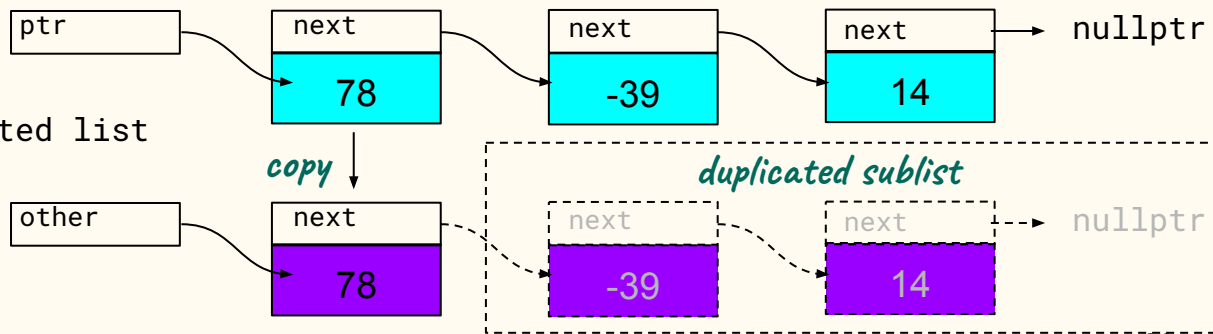 ptr
next
next
next
nullptr
78
-39
14
ted list
copy
duplicated sublist
other
next
next
next
nullptr
78
-39
14